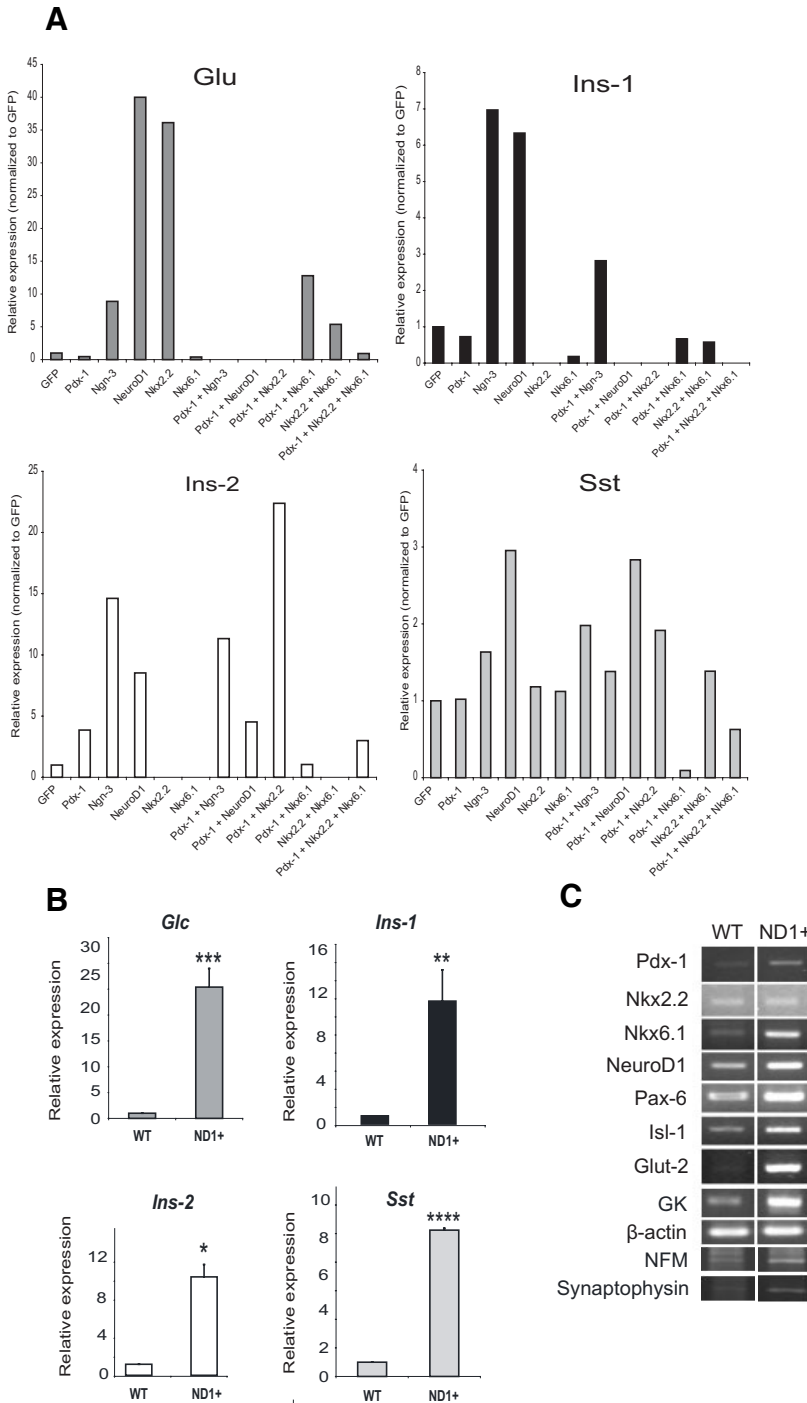 A
Glu
Relative expression (normalized to GFP)
45
40
35
30
25
20
15
10
5
0
GFP
Pdx-1
Ngn-3
NeuroD1
Nkx2.2
Nkx6.1
Pdx-1 + Ngn-3
Pdx-1 + NeuroD1
Pdx-1 + Nkx2.2
Pdx-1 + Nkx6.1
Nkx2.2 + Nkx6.1
Pdx-1 + Nkx2.2 + Nkx6.1
Ins-1
Relative expression (normalized to GFP)
8
7
6
5
4
3
2
1
0
GFP
Pdx-1
Ngn-3
NeuroD1
Nkx2.2
Nkx6.1
Pdx-1 + Ngn-3
Pdx-1 + NeuroD1
Pdx-1 + Nkx2.2
Pdx-1 + Nkx6.1
Nkx2.2 + Nkx6.1
Pdx-1 + Nkx2.2 + Nkx6.1
Ins-2
Relative expression (normalized to GFP)
25
20
15
10
5
0
GFP
Pdx-1
Ngn-3
NeuroD1
Nkx2.2
Nkx6.1
Pdx-1 + Ngn-3
Pdx-1 + NeuroD1
Pdx-1 + Nkx2.2
Pdx-1 + Nkx6.1
Nkx2.2 + Nkx6.1
Pdx-1 + Nkx2.2 + Nkx6.1
Sst
Relative expression (normalized to GFP)
4
3
2
1
0
GFP
Pdx-1
Ngn-3
NeuroD1
Nkx2.2
Nkx6.1
Pdx-1 + Ngn-3
Pdx-1 + NeuroD1
Pdx-1 + Nkx2.2
Pdx-1 + Nkx6.1
Nkx2.2 + Nkx6.1
Pdx-1 + Nkx2.2 + Nkx6.1
B
Glc
Relative expression
30
25
20
15
10
5
0
***
WT ND1+
Ins-1
Relative expression
16
12
8
4
0
**
WT ND1+
Ins-2
Relative expression
12
8
4
0
*
WT ND1+
Sst
Relative expression
10
8
6
4
2
0
****
WT ND1+
C
WT ND1+
Pdx-1
Nkx2.2
Nkx6.1
NeuroD1
Pax-6
Isl-1
Glut-2
GK
β-actin
NFM
Synaptophysin